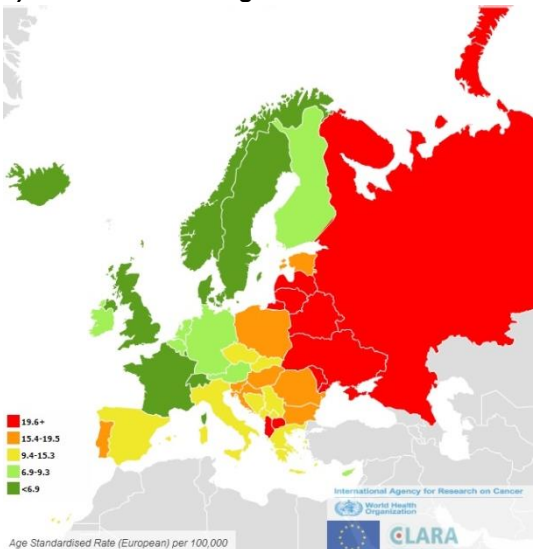 19.6+
15.4-19.5
9.4-15.3
6.9-9.3
<6.9
International Agency for Research on Cancer
World Health
Organization
CLARA
Age Standardised Rate (European) per 100,000